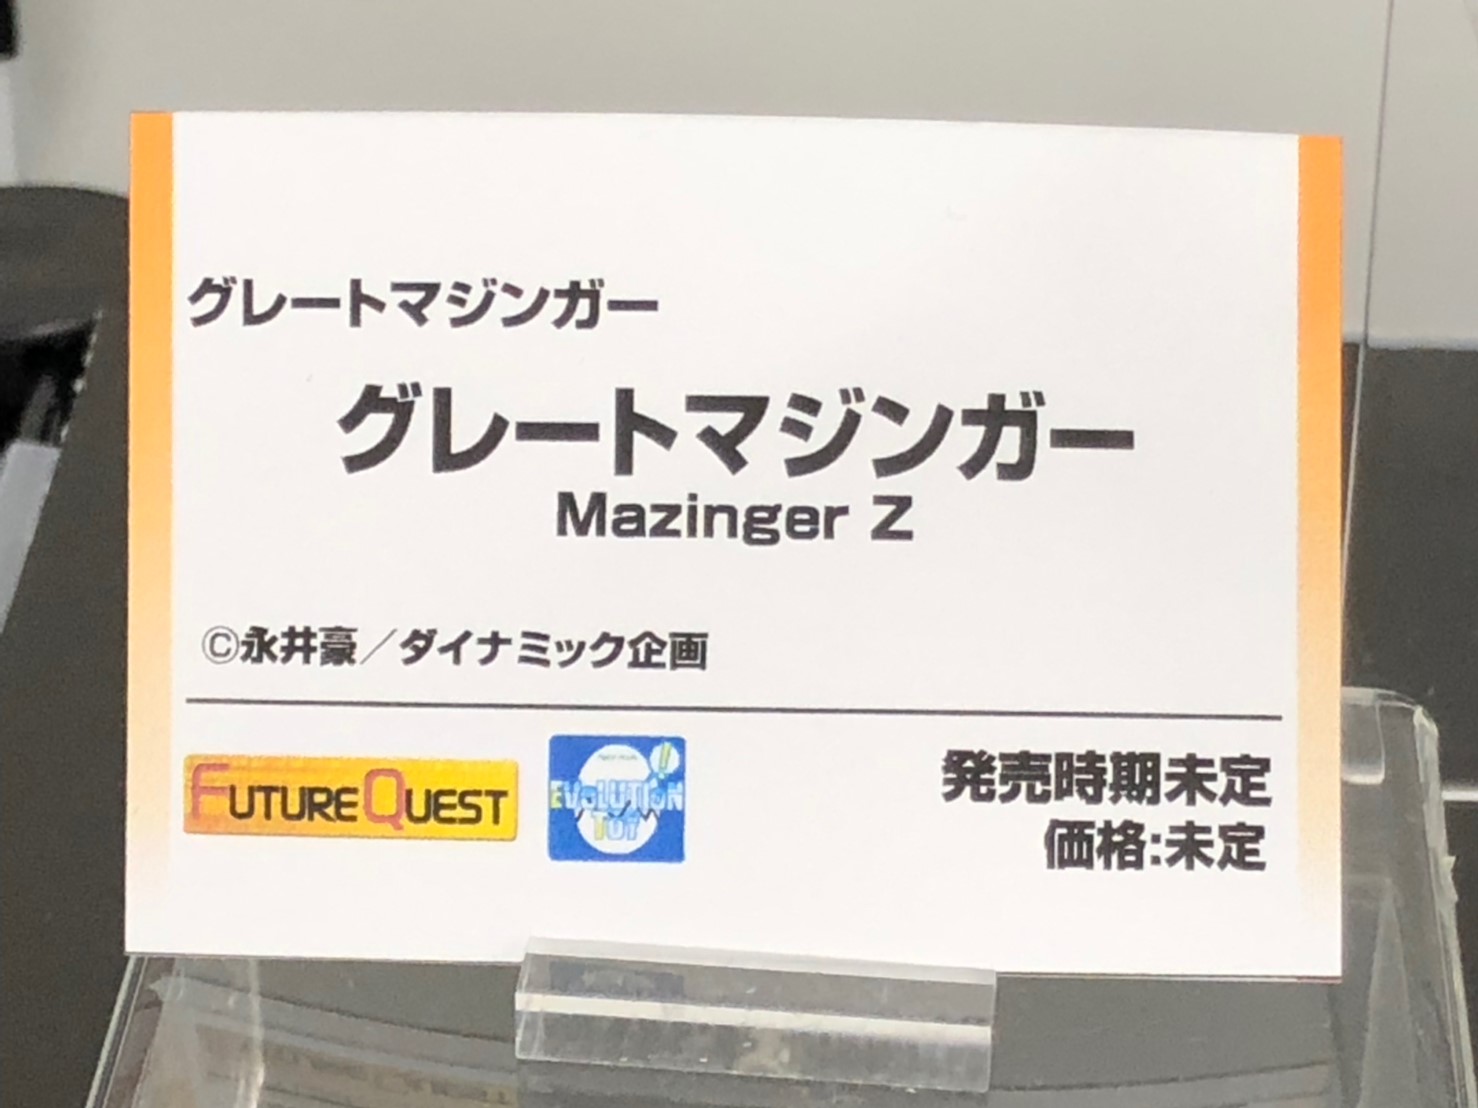 グレートマジンガー
グレートマジンガー
Mazinger Z
©永井豪／ダイナミック企画
FUTURE QUEST
EVOLUTION
TOY
発売時期未定
価格:未定